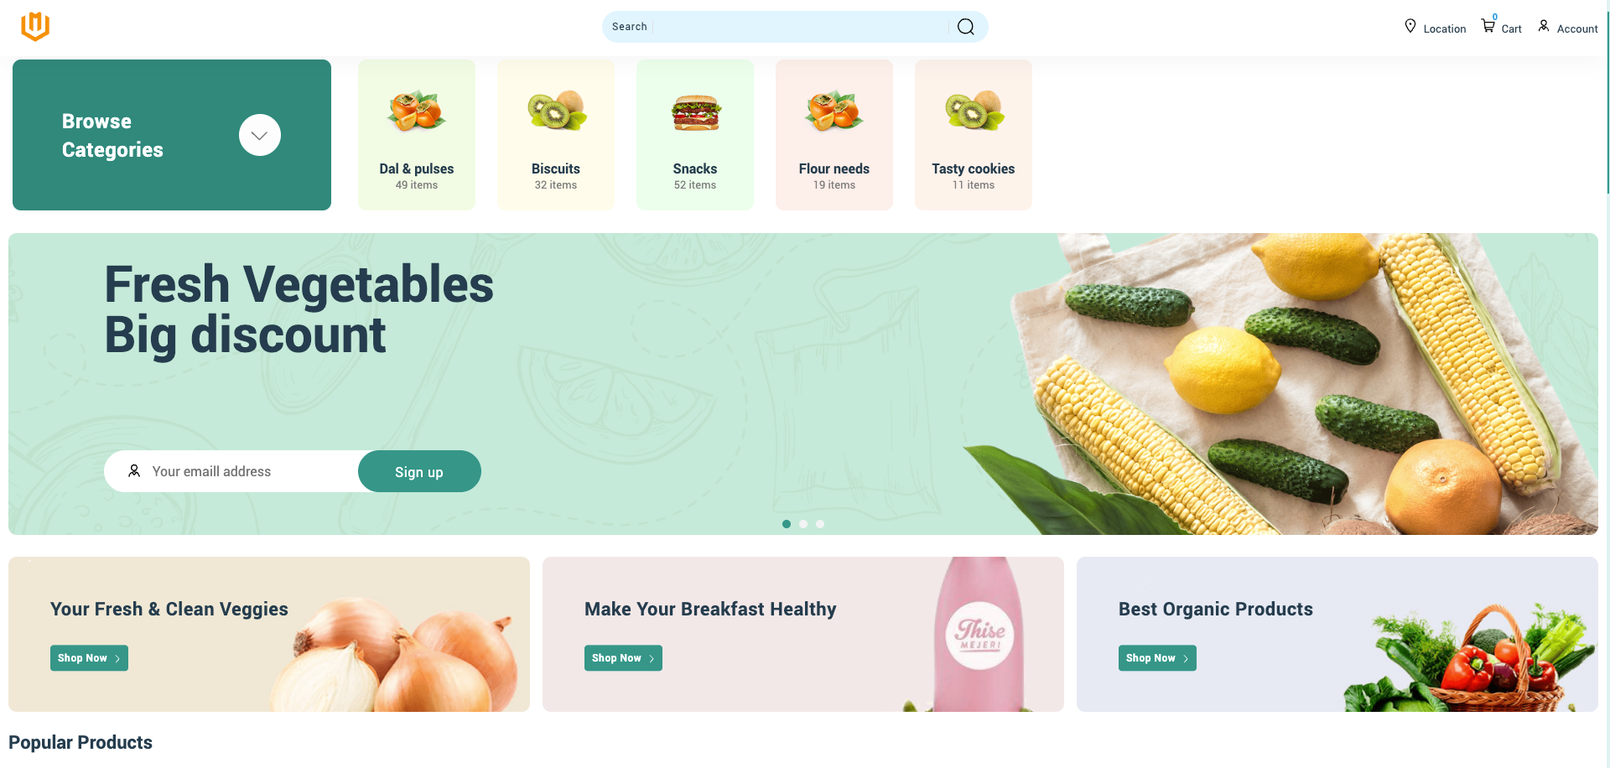 Search
Location
0
Cart
Account
Browse
Categories
Dal & pulses
49 items
Biscuits
32 items
Snacks
52 items
Flour needs
19 items
Tasty cookies
11 items
Fresh Vegetables
Big discount
Your emaill address
Sign up
Your Fresh & Clean Veggies
Shop Now
Make Your Breakfast Healthy
Shop Now
Thise
MEJERI
Best Organic Products
Shop Now
Popular Products